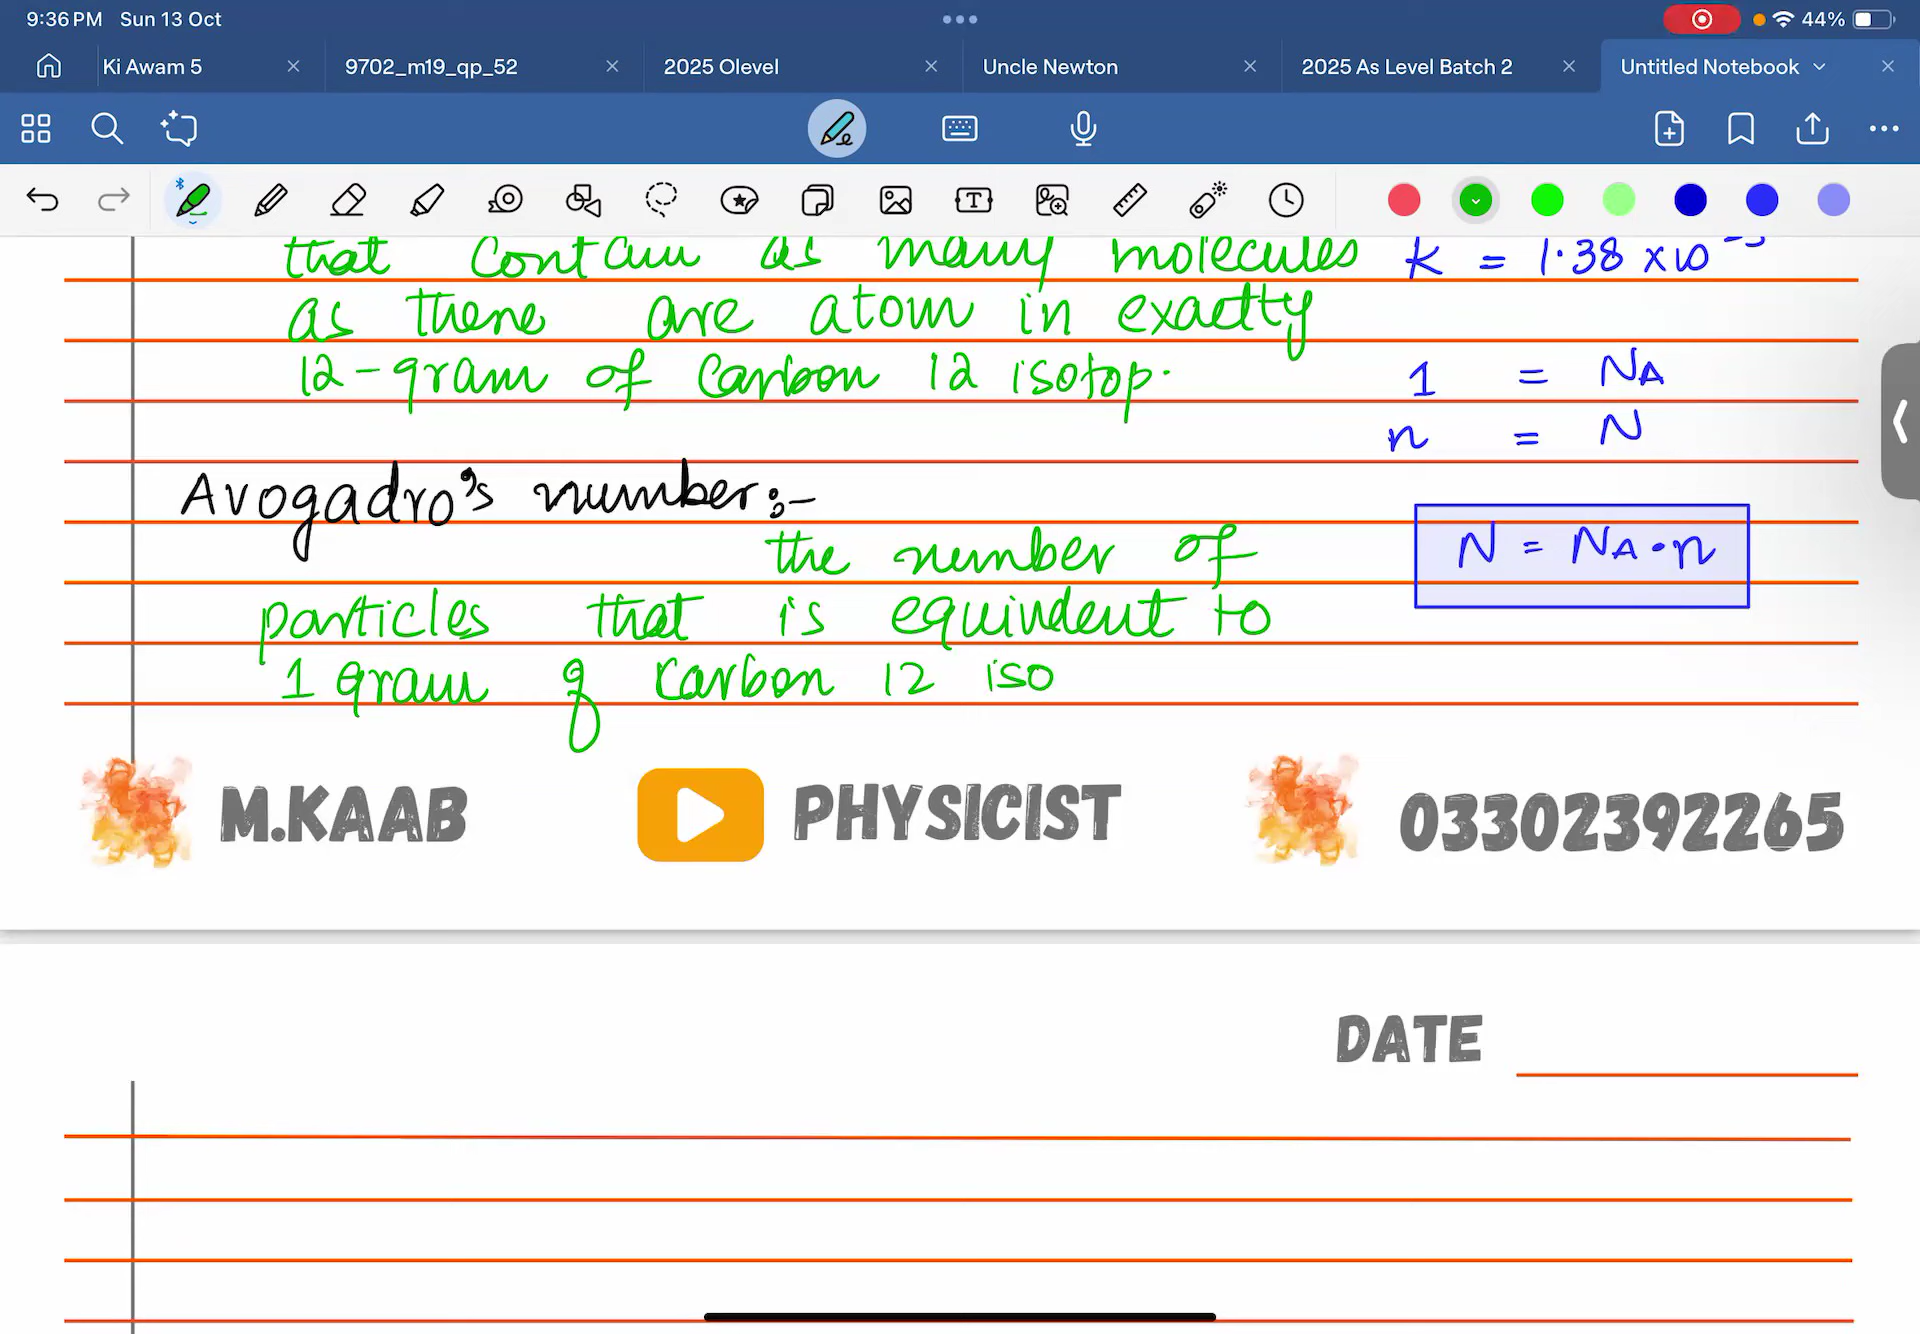 9:36 PM Sun 13 Oct 44%
Ki Awam 5 9702_m19_qp_52 2025 Olevel Uncle Newton 2025 As Level Batch 2 Untitled Notebook
that contain as many molecules k = 1.38 x10
as there are atom in exactly
12-gram of carbon 12 isotop. 1 = NA
n = N
Avogadro's number:-
the number of N = NA•n
particles that is equivdent to
1 gram of carbon 12 iso
M.KAAB PHYSICIST 03302392265
DATE